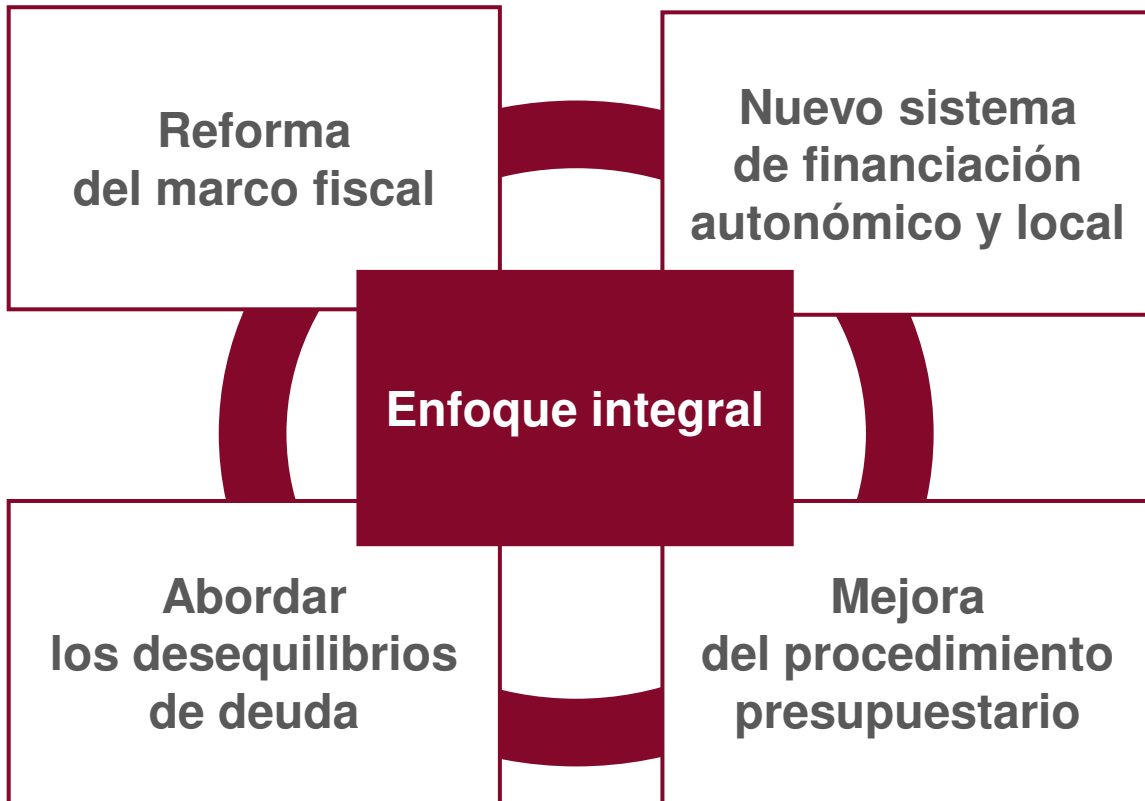 Reforma
del marco fiscal
Nuevo sistema
de financiación
autonómico y local
Enfoque integral
Abordar
los desequilibrios
de deuda
Mejora
del procedimiento
presupuestario